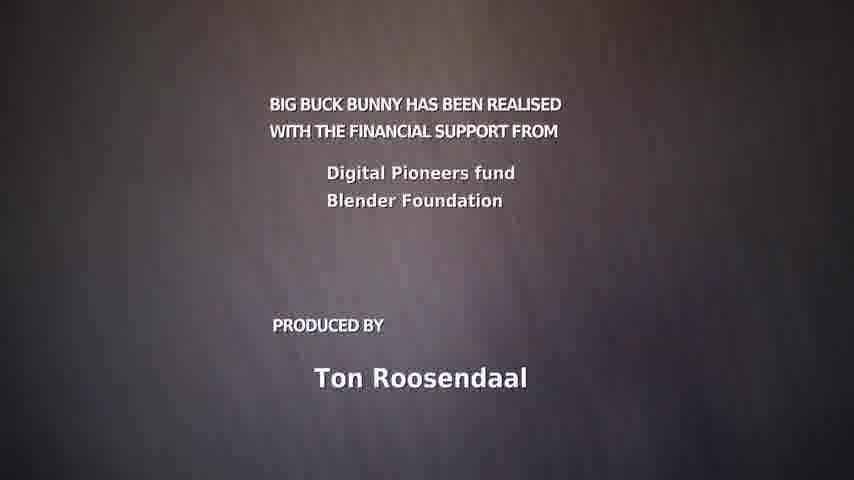 BIG BUCK BUNNY HAS BEEN REALISED
WITH THE FINANCIAL SUPPORT FROM
Digital Pioneers fund
Blender Foundation
PRODUCED BY
Ton Roosendaal